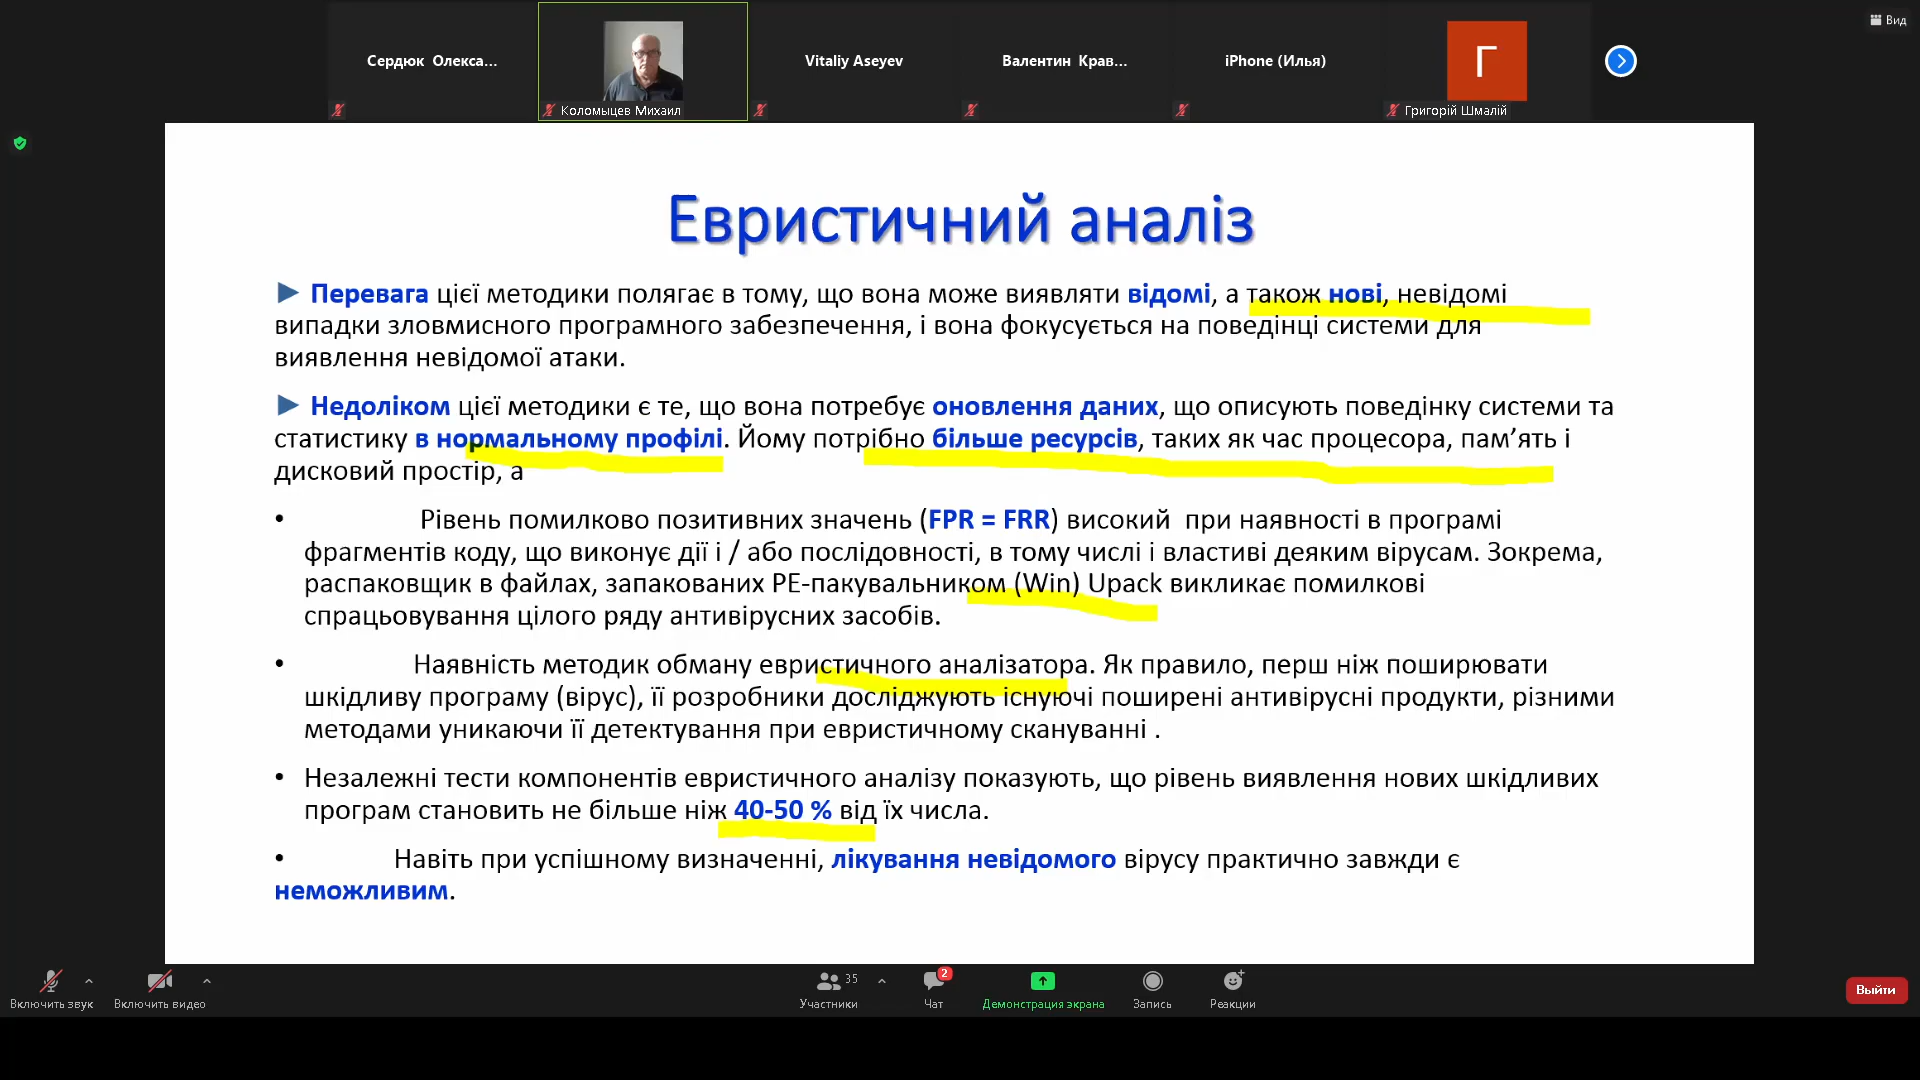 Вид
Сердюк Олекса...
Vitaliy Aseyev
Валентин Крав...
iPhone (Илья)
Г
Коломыцев Михаил
Григорій Шмалій
Евристичний аналіз
► Перевага цієї методики полягає в тому, що вона може виявляти відомі, а також нові, невідомі
випадки зловмисного програмного забезпечення, і вона фокусується на поведінці системи для
виявлення невідомої атаки.
► Недоліком цієї методики є те, що вона потребує оновлення даних, що описують поведінку системи та
статистику в нормальному профілі. Йому потрібно більше ресурсів, таких як час процесора, пам’ять і
дисковий простір, а
• Рівень помилково позитивних значень (FPR = FRR) високий при наявності в програмі
фрагментів коду, що виконує дії і / або послідовності, в тому числі і властиві деяким вірусам. Зокрема,
распаковщик в файлах, запакованих PE-пакувальником (Win) Upack викликає помилкові
спрацьовування цілого ряду антивірусних засобів.
• Наявність методик обману евристичного аналізатора. Як правило, перш ніж поширювати
шкідливу програму (вірус), її розробники досліджують існуючі поширені антивірусні продукти, різними
методами уникаючи її детектування при евристичному скануванні .
• Незалежні тести компонентів евристичного аналізу показують, що рівень виявлення нових шкідливих
програм становить не більше ніж 40-50 % від їх числа.
• Навіть при успішному визначенні, лікування невідомого вірусу практично завжди є
неможливим.
Включить звук
Включить видео
35
Участники
2
Чат
Демонстрация экрана
Запись
Реакции
Выйти